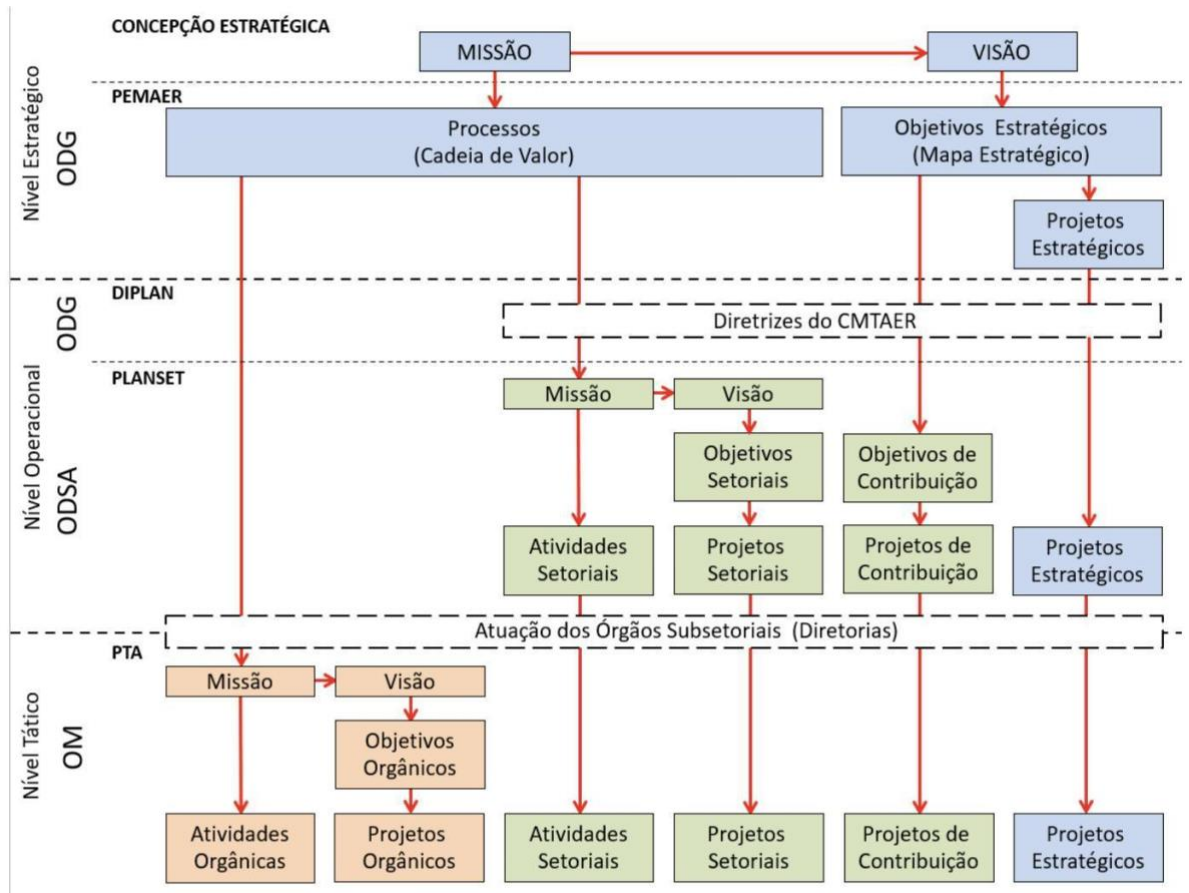 CONCEPÇÃO ESTRATÉGICA
MISSÃO
VISÃO
Nível Estratégico
ODG
PEMAER
Processos
(Cadeia de Valor)
Objetivos Estratégicos
(Mapa Estratégico)
Projetos
Estratégicos
Nível Operacional
ODG
DIPLAN
Diretrizes do CMTAER
ODSA
PLANSET
Missão
Visão
Objetivos
Setoriais
Objetivos de
Contribuição
Atividades
Setoriais
Projetos
Setoriais
Projetos de
Contribuição
Projetos
Estratégicos
Atuação dos Órgãos Subsetoriais (Diretorias)
Nível Tático
OM
PTA
Missão
Visão
Objetivos
Orgânicos
Atividades
Orgânicas
Projetos
Orgânicos
Atividades
Setoriais
Projetos
Setoriais
Projetos de
Contribuição
Projetos
Estratégicos